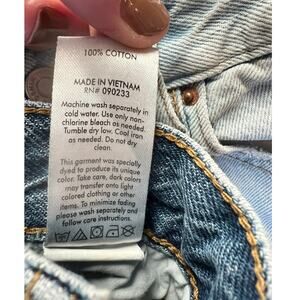 100% COTTON
MADE IN VIETNAM
RN# 090233
Machine wash separately in
cold water. Use only non-
chlorine bleach as needed.
Tumble dry low. Cool iron
as needed. Do not dry
clean.
This garment was specially
dyed to produce its unique
color. Take care, dark colors
may transfer onto light
colored clothing or other
items. To minimize fading
and color transfer please
wash separately and
follow care instructions.